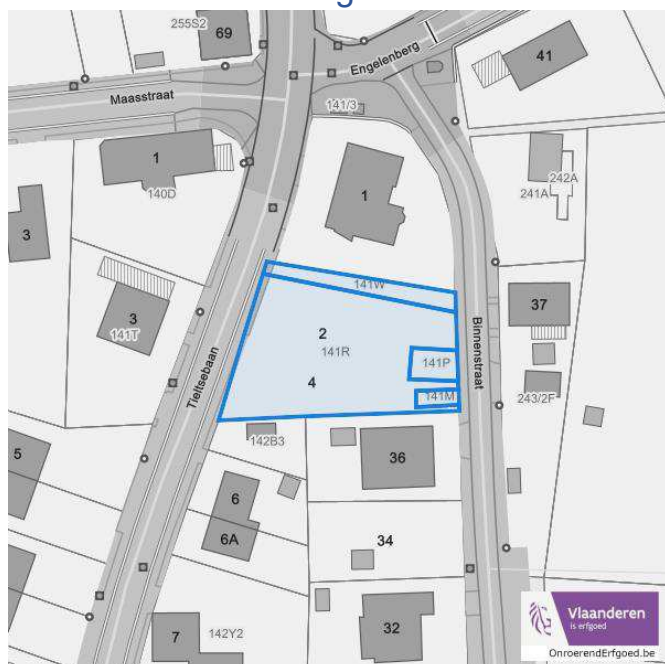 255S2
69
Engelenberg
41
Maasstraat
141/3
1
140D
1
242A
241A
3
141W
3
141T
2
141R
4
141P
141M
37
243/2F
Binnenstraat
Tieltsebaan
142B3
36
5
6
6A
34
7
142Y2
32
Vlaanderen
is erfgoed
OnroerendErfgoed.be